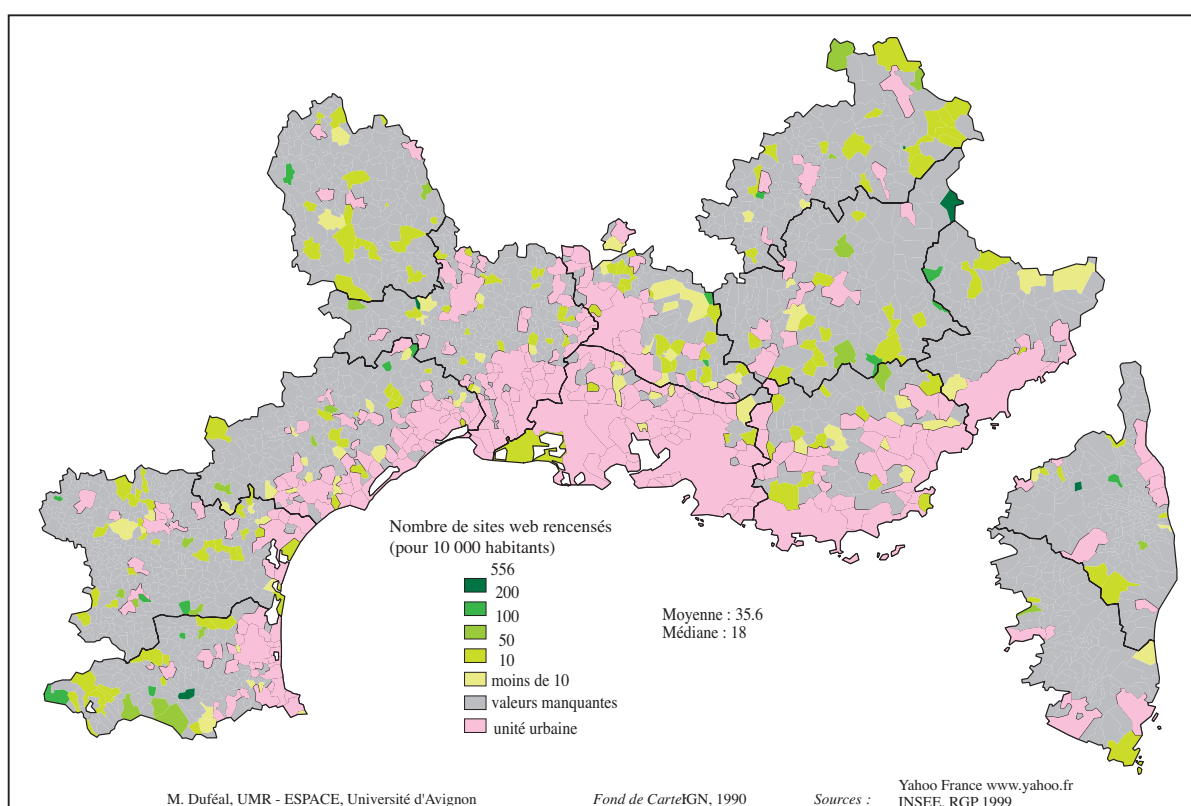 Nombre de sites web rencensés
(pour 10 000 habitants)
556
200
100
50
10
moins de 10
valeurs manquantes
unité urbaine
Moyenne : 35.6
Médiane : 18
M. Duféal, UMR - ESPACE, Université d'Avignon
Fond de CarteIGN, 1990
Sources :
Yahoo France www.yahoo.fr
INSEE, RGP 1999